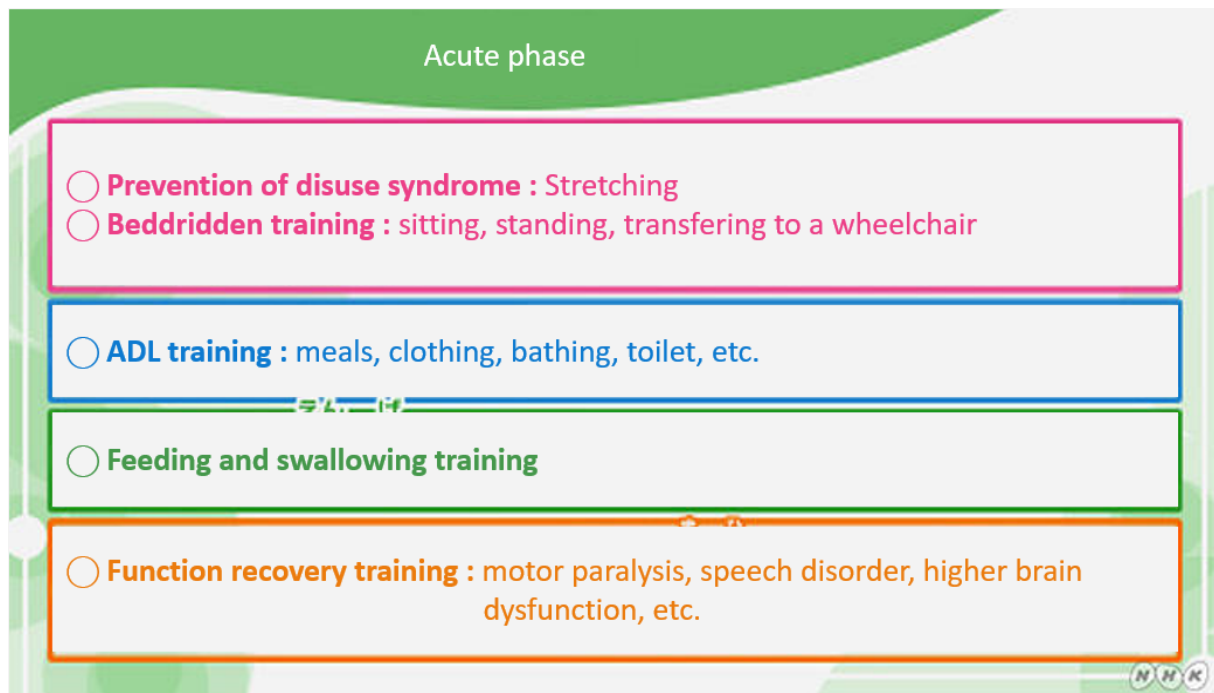 Acute phase
◯ Prevention of disuse syndrome : Stretching
◯ Beddridden training : sitting, standing, transfering to a wheelchair
◯ ADL training : meals, clothing, bathing, toilet, etc.
◯ Feeding and swallowing training
◯ Function recovery training : motor paralysis, speech disorder, higher brain
dysfunction, etc.
NHK